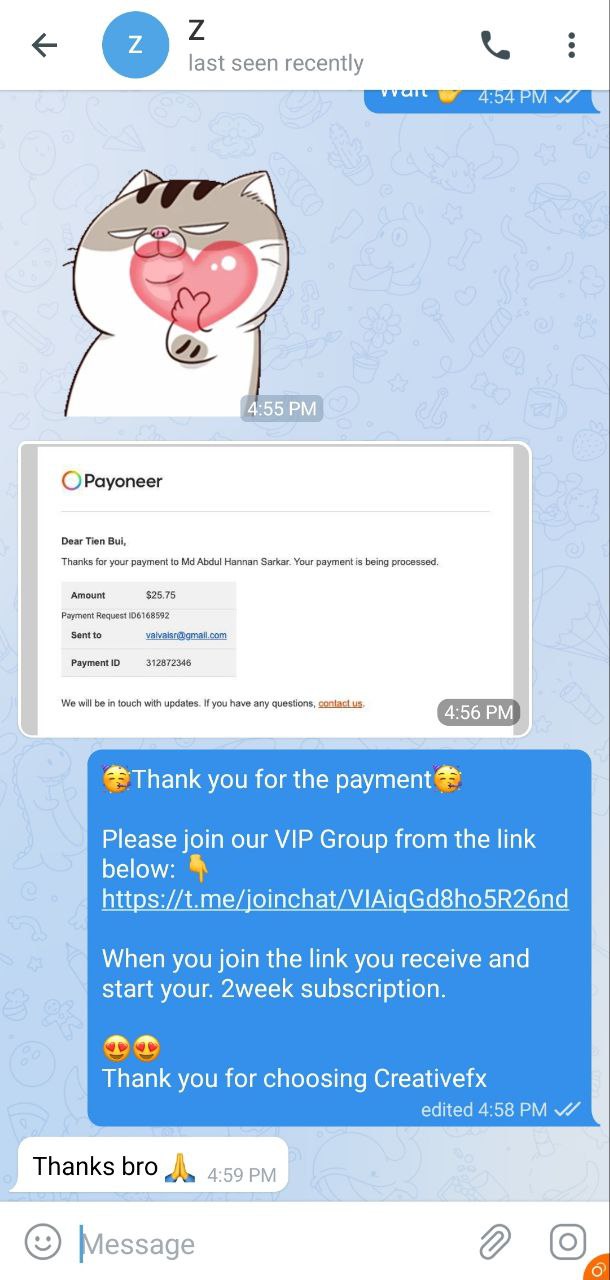 Z
Z
last seen recently
Wait 🤚 4:54 PM
4:55 PM
Payoneer
Dear Tien Bui,
Thanks for your payment to Md Abdul Hannan Sarkar. Your payment is being processed.
Amount $25.75
Payment Request ID6168592
Sent to valvaisr@gmail.com
Payment ID 312872346
We will be in touch with updates. If you have any questions, contact us.
4:56 PM
🥳Thank you for the payment🥳
Please join our VIP Group from the link
below: 👇
https://t.me/joinchat/VIAiqGd8ho5R26nd
When you join the link you receive and
start your. 2week subscription.
😍😍
Thank you for choosing Creativefx
edited 4:58 PM
Thanks bro 🙏 4:59 PM
Message